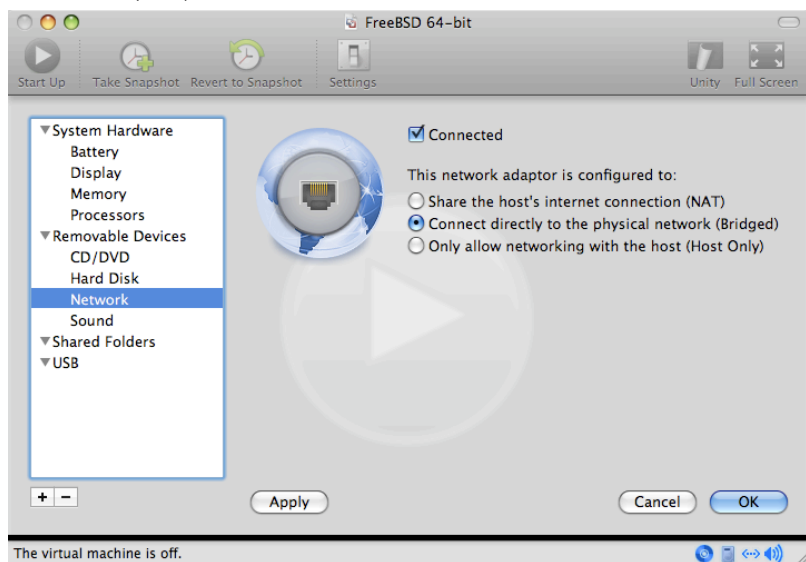 FreeBSD 64-bit
Start Up Take Snapshot Revert to Snapshot Settings Unity Full Screen
System Hardware
Battery
Display
Memory
Processors
Removable Devices
CD/DVD
Hard Disk
Network
Sound
Shared Folders
USB
Connected
This network adaptor is configured to:
Share the host's internet connection (NAT)
Connect directly to the physical network (Bridged)
Only allow networking with the host (Host Only)
+ −
Apply Cancel OK
The virtual machine is off.